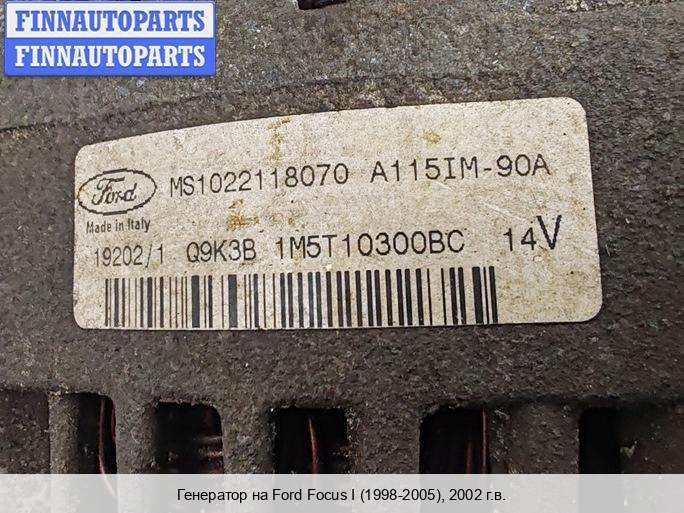 FINNAUTOPARTS
FINNAUTOPARTS
Ford MS1022118070 A115IM-90A
Made in Italy
19202/1 Q9K3B 1M5T10300BC 14V
Генератор на Ford Focus I (1998-2005), 2002 г.в.